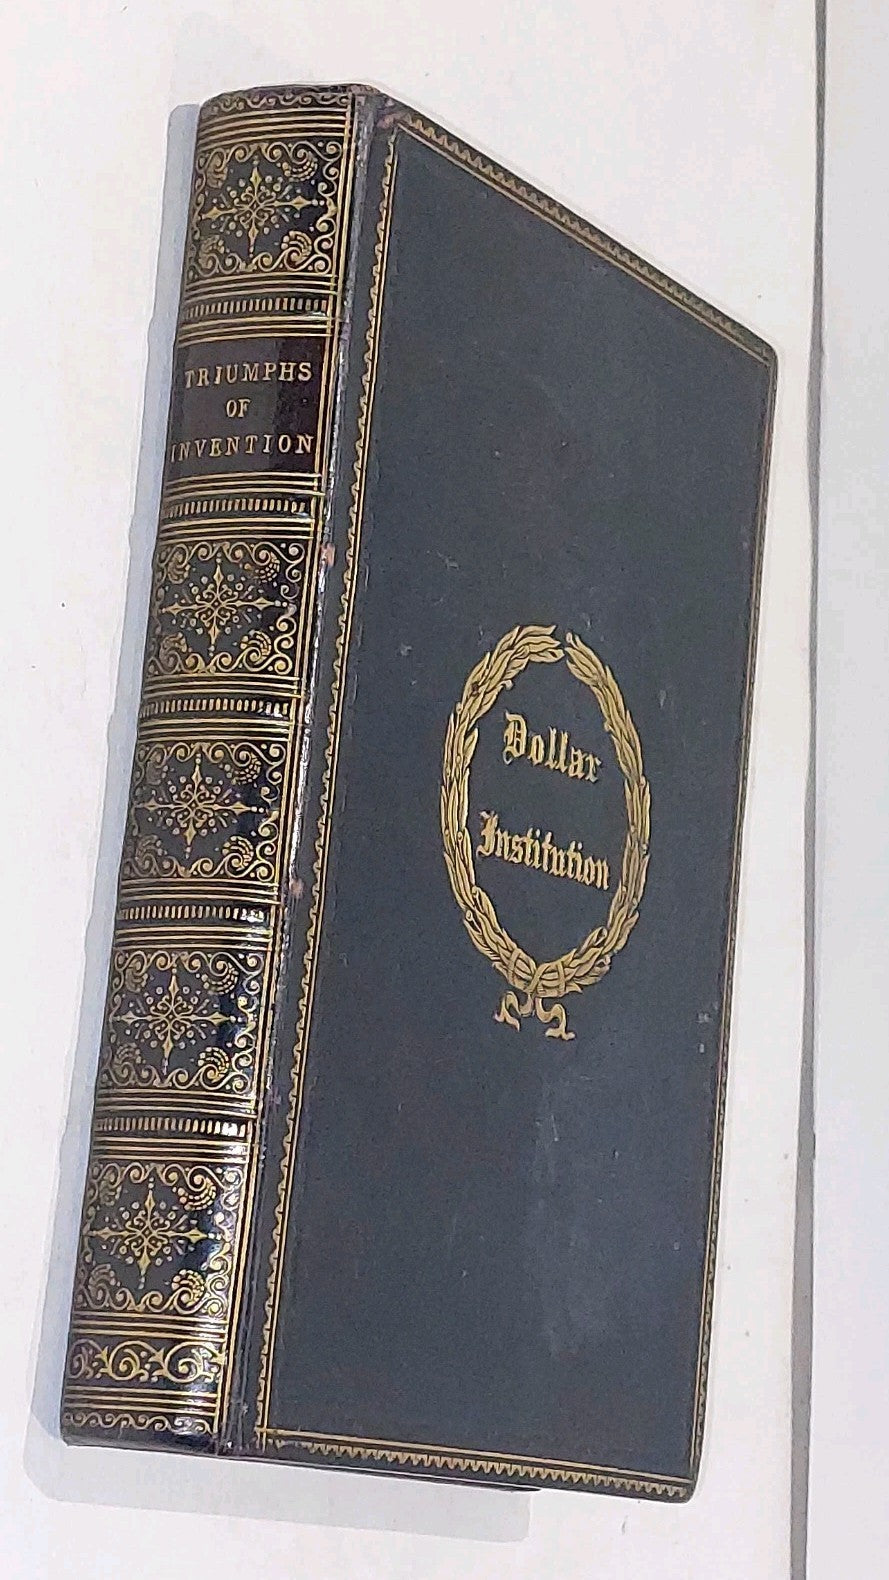 TRIUMPHS
OF
INVENTION
Dollar
Institution